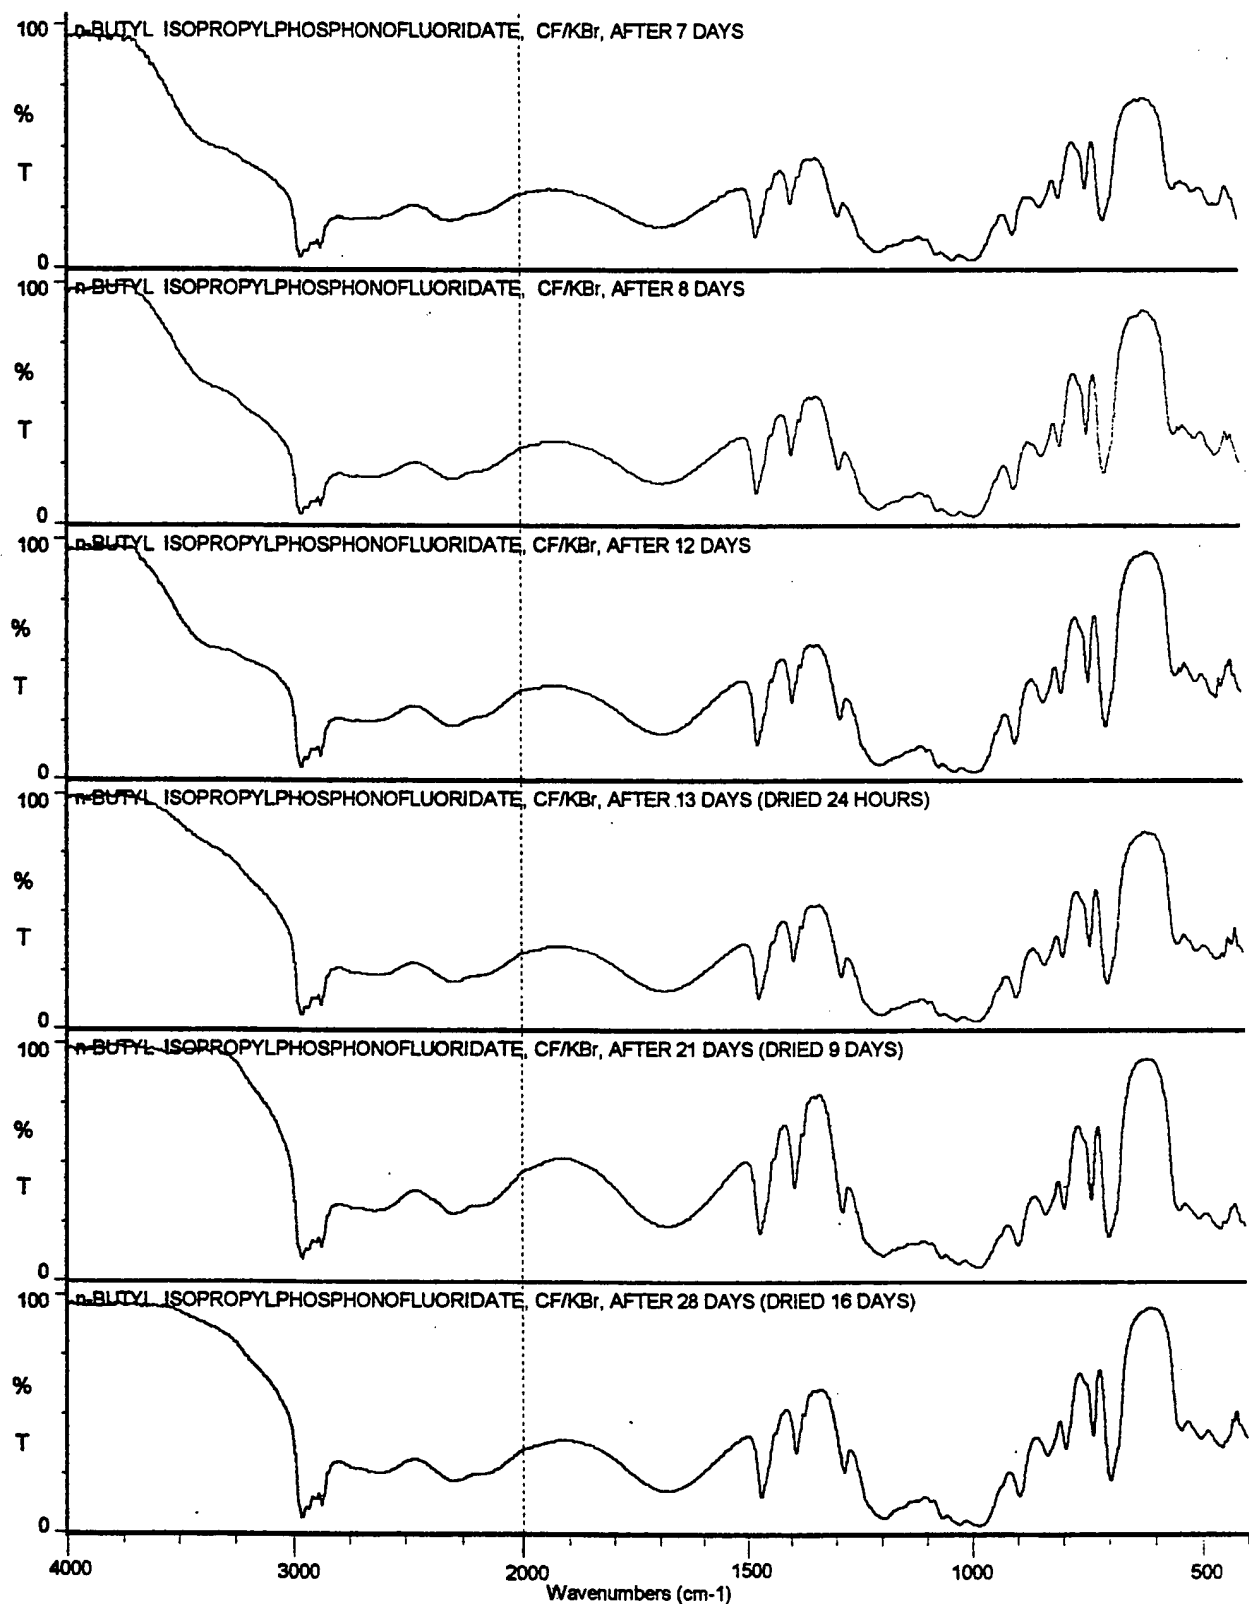 100
n-BUTYL ISOPROPYLPHOSPHONOFLUORIDATE, CF/KBr, AFTER 7 DAYS
%
T
0
100
n-BUTYL ISOPROPYLPHOSPHONOFLUORIDATE, CF/KBr, AFTER 8 DAYS
%
T
0
100
n-BUTYL ISOPROPYLPHOSPHONOFLUORIDATE, CF/KBr, AFTER 12 DAYS
%
T
0
100
n-BUTYL ISOPROPYLPHOSPHONOFLUORIDATE, CF/KBr, AFTER 13 DAYS (DRIED 24 HOURS)
%
T
0
100
n-BUTYL ISOPROPYLPHOSPHONOFLUORIDATE, CF/KBr, AFTER 21 DAYS (DRIED 9 DAYS)
%
T
0
100
n-BUTYL ISOPROPYLPHOSPHONOFLUORIDATE, CF/KBr, AFTER 28 DAYS (DRIED 16 DAYS)
%
T
0
4000 3000 2000 1500 1000 500
Wavenumbers (cm-1)